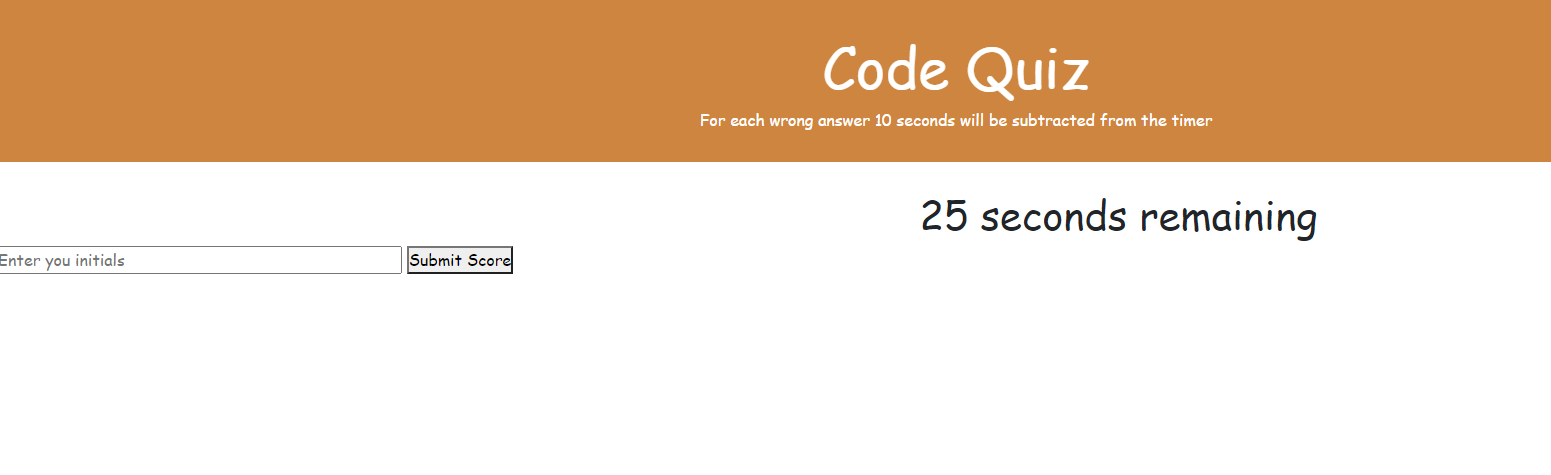 Code Quiz
For each wrong answer 10 seconds will be subtracted from the timer
25 seconds remaining
Enter you initials
Submit Score